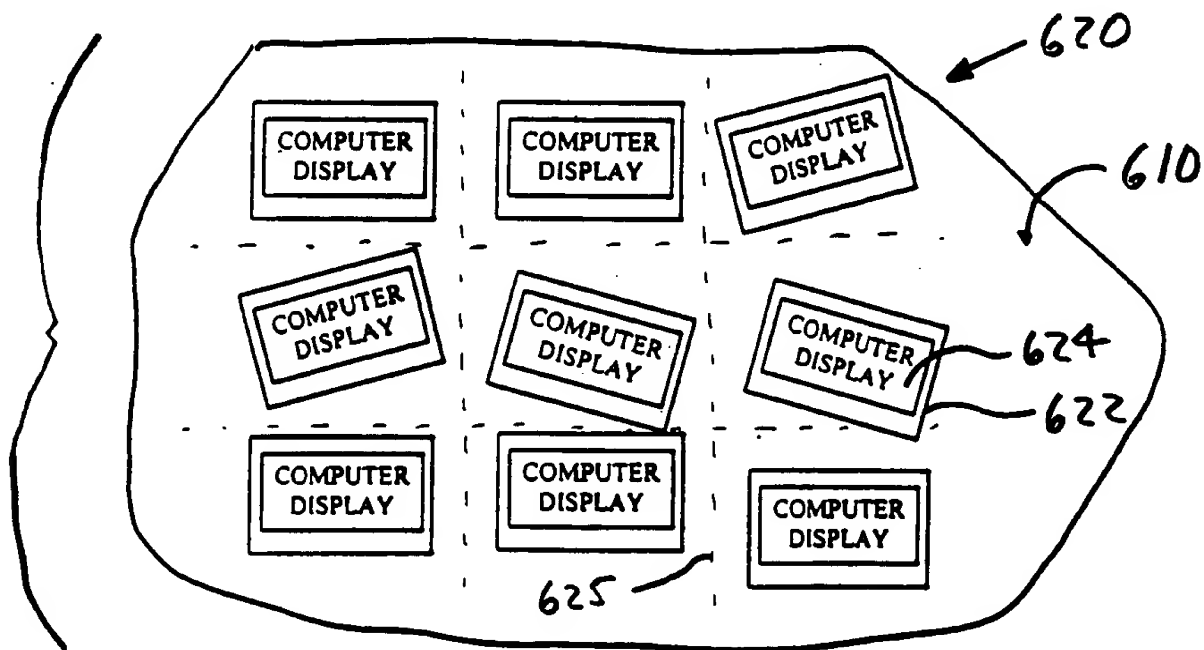 620
COMPUTER
DISPLAY
COMPUTER
DISPLAY
COMPUTER
DISPLAY
610
COMPUTER
DISPLAY
COMPUTER
DISPLAY
COMPUTER
DISPLAY
624
622
COMPUTER
DISPLAY
COMPUTER
DISPLAY
COMPUTER
DISPLAY
625